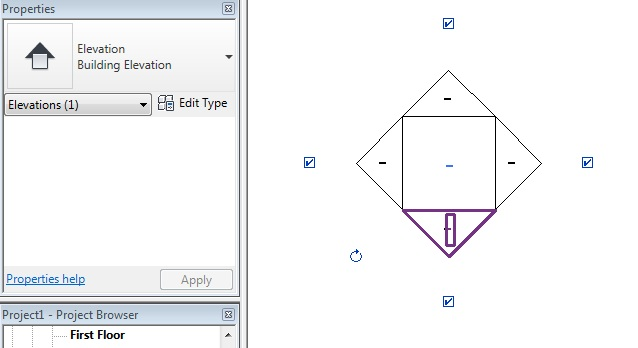 Properties
Elevation
Building Elevation
Elevations (1)
Edit Type
Properties help
Apply
Project1 - Project Browser
First Floor